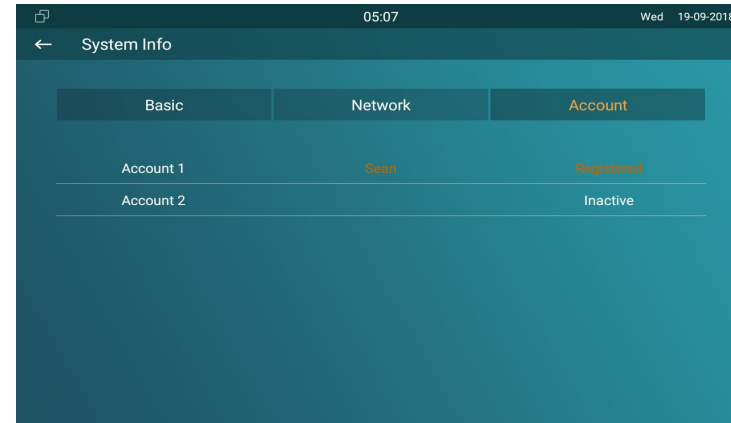 05:07 Wed 19-09-2018
← System Info
Basic Network Account
Account 1 Sean Registered
Account 2 Inactive